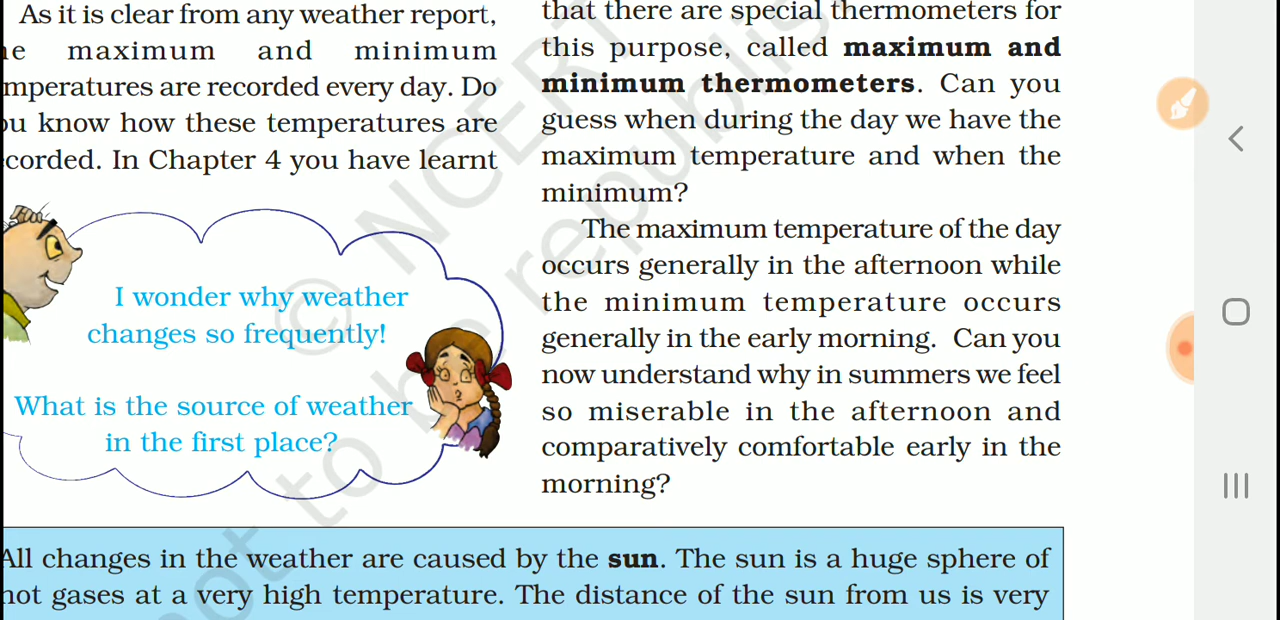 As it is clear from any weather report,
maximum and minimum
are recorded every day. Do
know how these temperatures are
In Chapter 4 you have learnt
I wonder why weather
changes so frequently!
What is the source of weather
in the first place?
that there are special thermometers for
this purpose, called maximum and
minimum thermometers. Can you
guess when during the day we have the
maximum temperature and when the
minimum?
The maximum temperature of the day
occurs generally in the afternoon while
the minimum temperature occurs
generally in the early morning. Can you
now understand why in summers we feel
so miserable in the afternoon and
comparatively comfortable early in the
morning?
All changes in the weather are caused by the sun. The sun is a huge sphere of
hot gases at a very high temperature. The distance of the sun from us is very
© NCERT
not to be republis